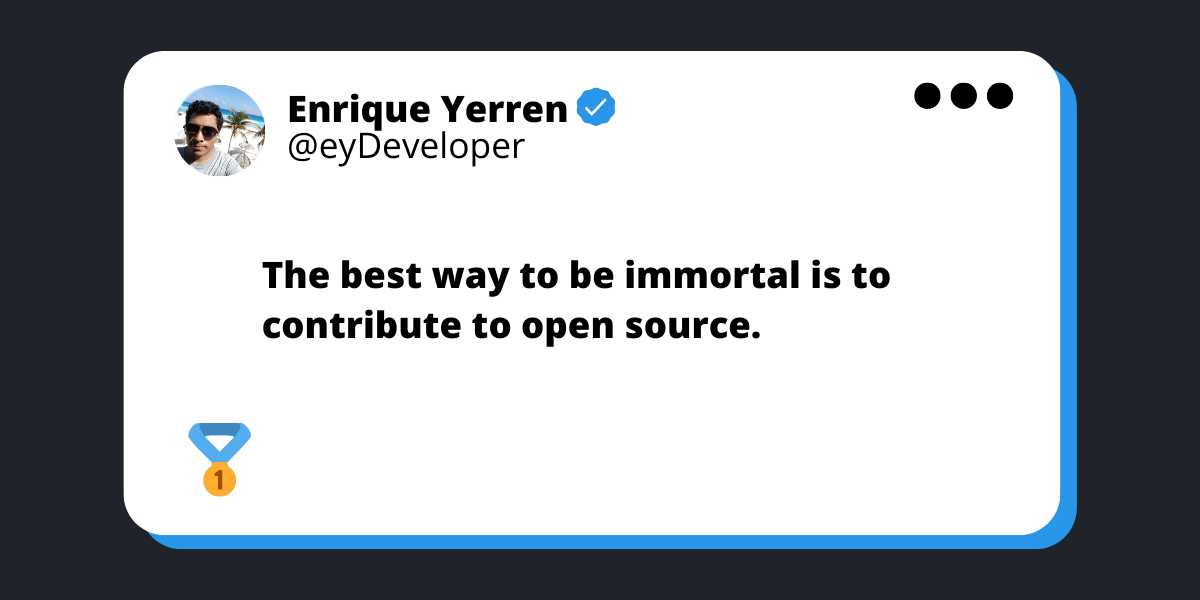 Enrique Yerren
@eyDeveloper
The best way to be immortal is to
contribute to open source.
1